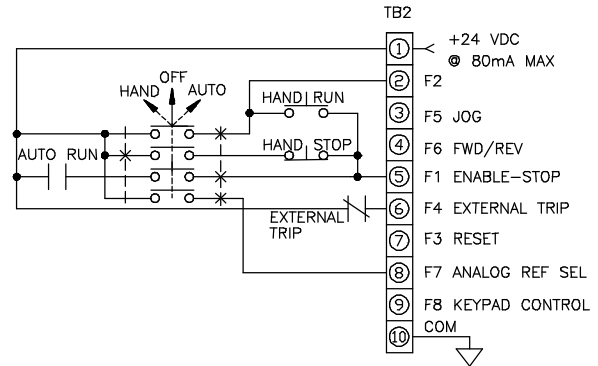 TB2
1 +24 VDC
@ 80mA MAX
OFF
HAND AUTO
2 F2
HAND RUN
3 F5 JOG
HAND STOP
4 F6 FWD/REV
AUTO RUN
5 F1 ENABLE-STOP
6 F4 EXTERNAL TRIP
EXTERNAL
TRIP
7 F3 RESET
8 F7 ANALOG REF SEL
9 F8 KEYPAD CONTROL
10 COM